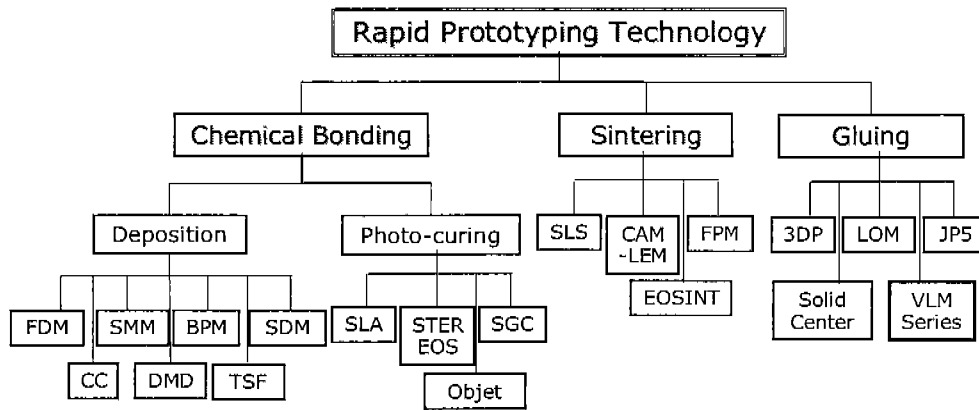 Rapid Prototyping Technology
Chemical Bonding
Sintering
Gluing
Deposition
Photo-curing
SLS
CAM
-LEM
FPM
EOSINT
3DP
LOM
JP5
Solid
Center
VLM
Series
FDM
SMM
BPM
SDM
CC
DMD
TSF
SLA
STER
EOS
SGC
Objet